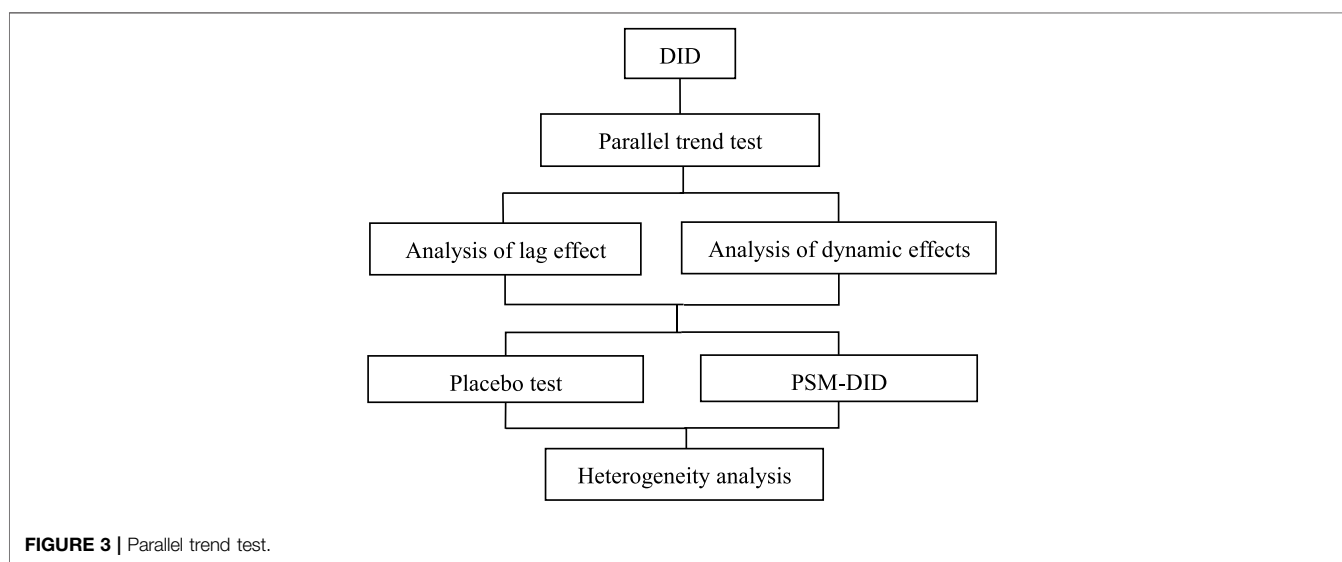 DID
Parallel trend test
Analysis of lag effect
Analysis of dynamic effects
Placebo test
PSM-DID
Heterogeneity analysis
FIGURE 3 | Parallel trend test.